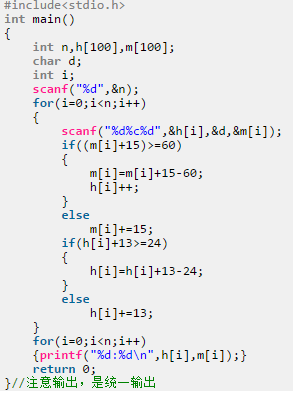 #include<stdio.h>
int main()
{
    int n,h[100],m[100];
    char d;
    int i;
    scanf("%d",&n);
    for(i=0;i<n;i++)
    {
        scanf("%d%c%d",&h[i],&d,&m[i]);
        if((m[i]+15)>=60)
        {
            m[i]=m[i]+15-60;
            h[i]++;
        }
        else
            m[i]+=15;
        if(h[i]+13>=24)
        {
            h[i]=h[i]+13-24;
        }
        else
            h[i]+=13;
    }
    for(i=0;i<n;i++)
    {printf("%d:%d\n",h[i],m[i]);}
    return 0;
}//注意输出，是统一输出